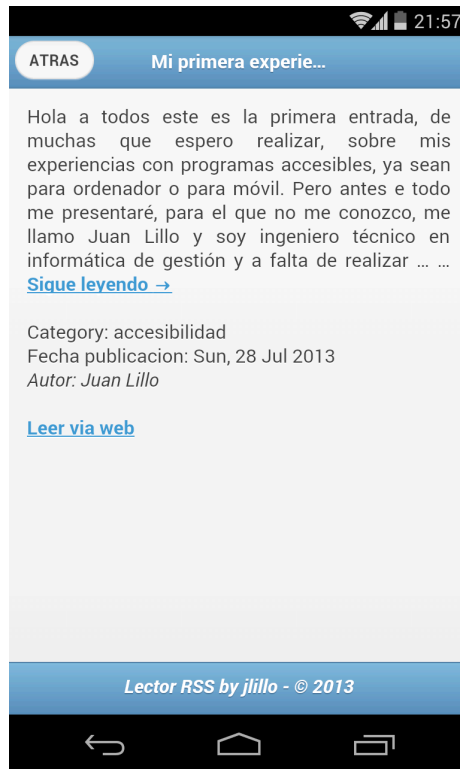 21:57
ATRAS
Mi primera experie...
Hola a todos este es la primera entrada, de
muchas que espero realizar, sobre mis
experiencias con programas accesibles, ya sean
para ordenador o para móvil. Pero antes e todo
me presentaré, para el que no me conozco, me
llamo Juan Lillo y soy ingeniero técnico en
informática de gestión y a falta de realizar ... ...
Sigue leyendo →
Category: accesibilidad
Fecha publicacion: Sun, 28 Jul 2013
Autor: Juan Lillo
Leer via web
Lector RSS by jlillo - © 2013